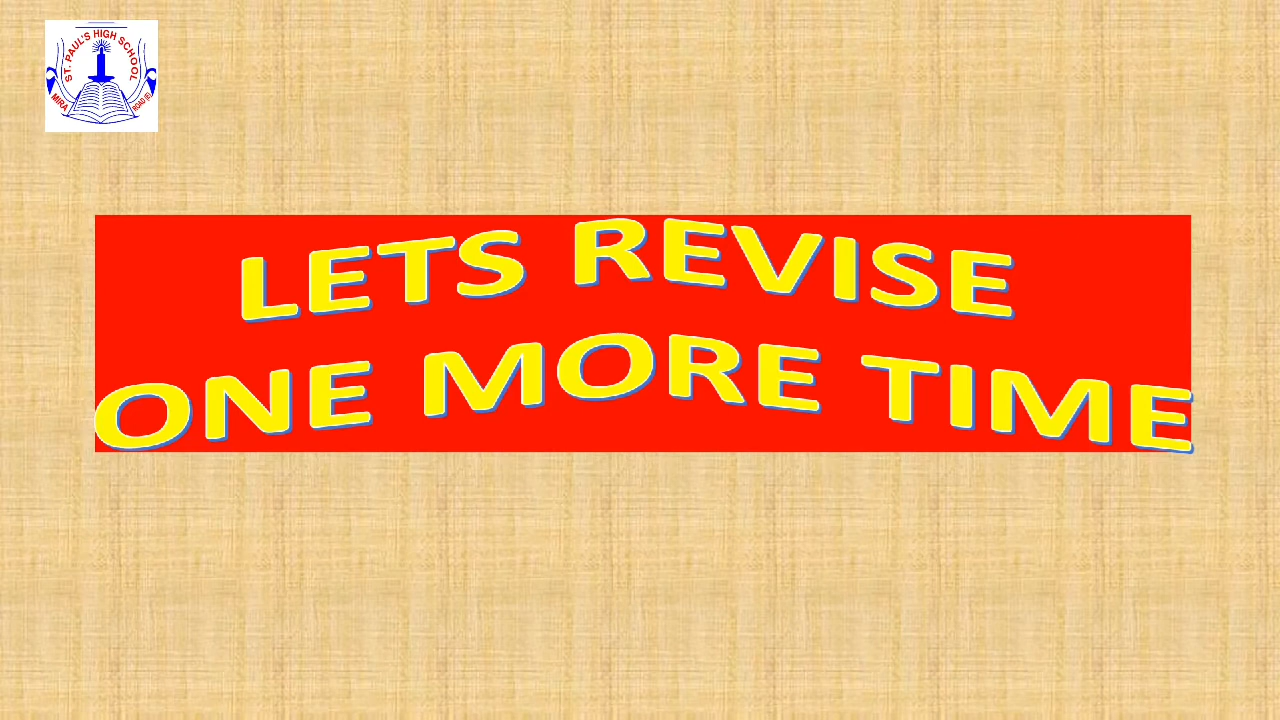 ST. PAUL'S HIGH SCHOOL
MIRA ROAD (E)
LETS REVISE
ONE MORE TIME